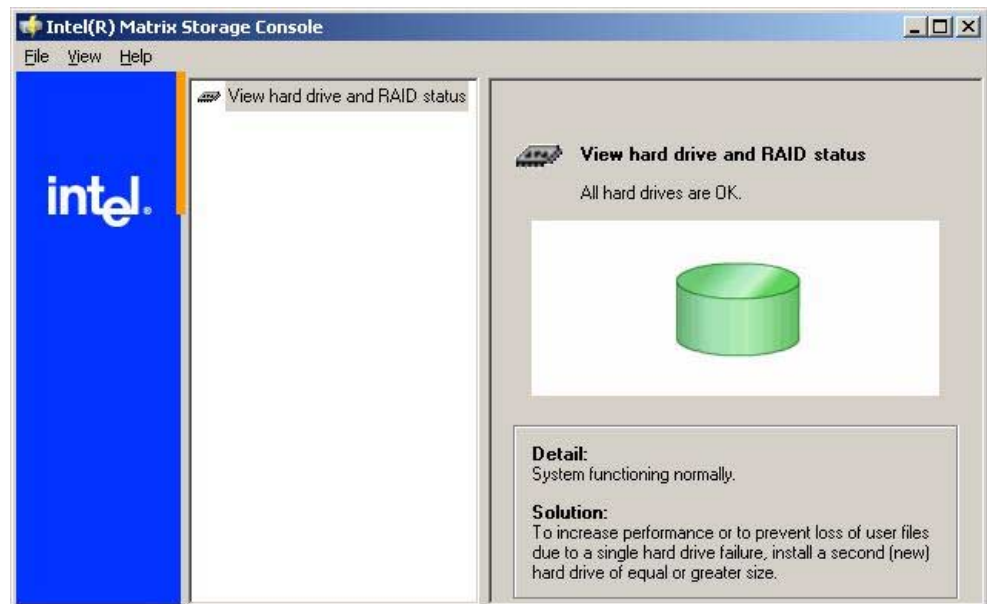 Intel(R) Matrix Storage Console
File View Help
intel.
View hard drive and RAID status
View hard drive and RAID status
All hard drives are OK.
Detail:
System functioning normally.
Solution:
To increase performance or to prevent loss of user files
due to a single hard drive failure, install a second (new)
hard drive of equal or greater size.